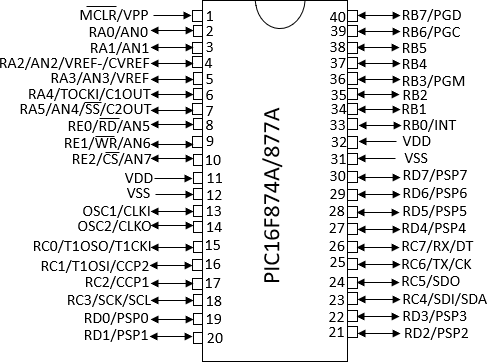 MCLR/VPP 1
RA0/AN0 2
RA1/AN1 3
RA2/AN2/VREF-/CVREF 4
RA3/AN3/VREF 5
RA4/TOCKI/C1OUT 6
RA5/AN4/SS/C2OUT 7
RE0/RD/AN5 8
RE1/WR/AN6 9
RE2/CS/AN7 10
VDD 11
VSS 12
OSC1/CLKI 13
OSC2/CLKO 14
RC0/T1OSO/T1CKI 15
RC1/T1OSI/CCP2 16
RC2/CCP1 17
RC3/SCK/SCL 18
RD0/PSP0 19
RD1/PSP1 20
PIC16F874A/877A
40 RB7/PGD
39 RB6/PGC
38 RB5
37 RB4
36 RB3/PGM
35 RB2
34 RB1
33 RB0/INT
32 VDD
31 VSS
30 RD7/PSP7
29 RD6/PSP6
28 RD5/PSP5
27 RD4/PSP4
26 RC7/RX/DT
25 RC6/TX/CK
24 RC5/SDO
23 RC4/SDI/SDA
22 RD3/PSP3
21 RD2/PSP2